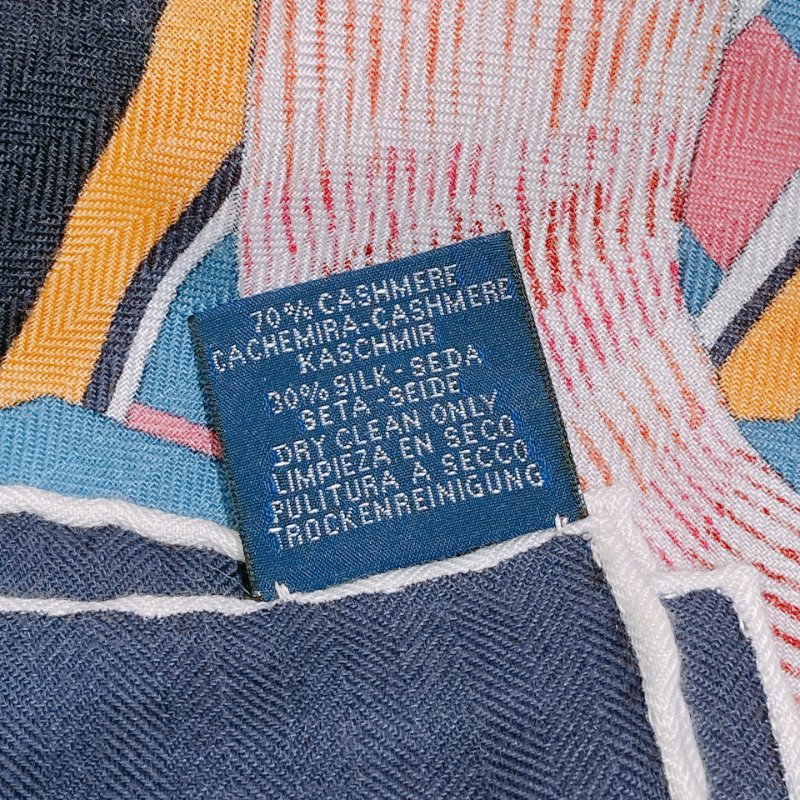 70% CASHMERE
CACHEMIRA-CASHMERE
KASCHMIR
30% SILK-SEDA
SETA-SEIDE
DRY CLEAN ONLY
LIMPIEZA EN SECO
PULITURA A SECCO
TROCKENREINIGUNG